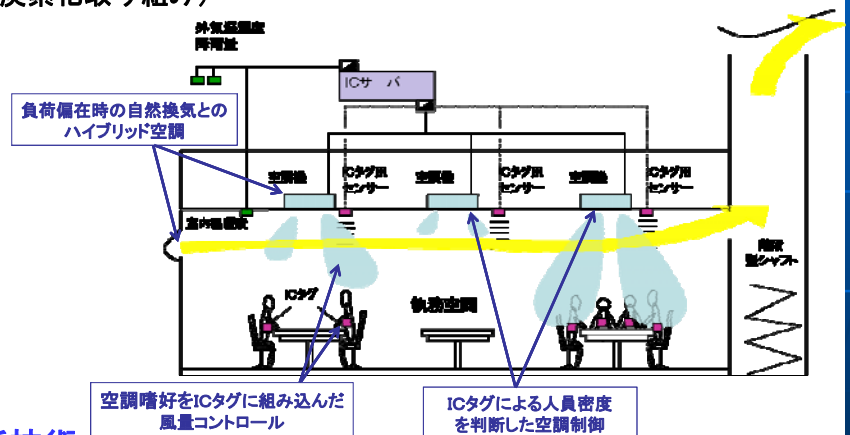 外気温湿度
降雨量
ICサーバ
負荷偏在時の自然換気との
ハイブリッド空調
空調機
ICタグ用
センサー
空調機
ICタグ用
センサー
空調機
ICタグ用
センサー
階段
型シャフト
ICタグ
執務空間
空調嗜好をICタグに組み込んだ
風量コントロール
ICタグによる人員密度
を判断した空調制御